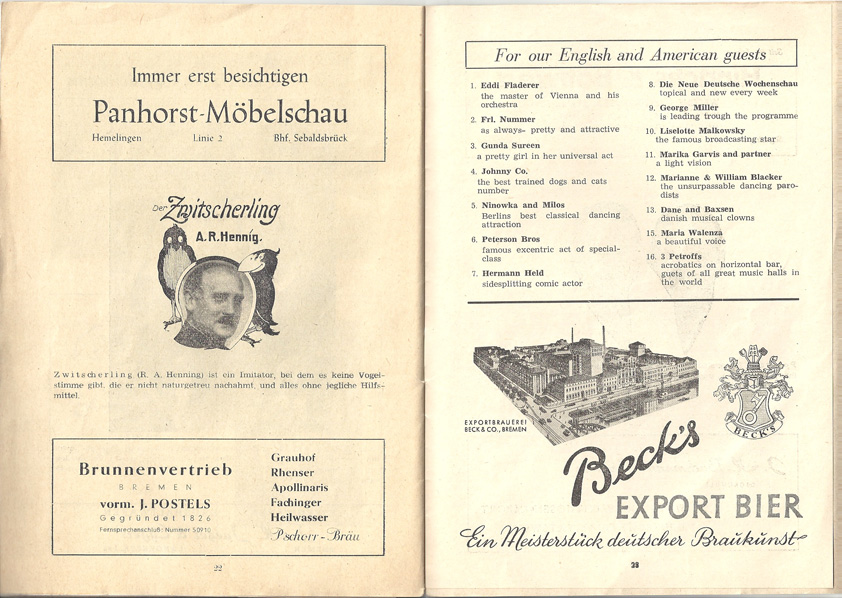 Immer erst besichtigen
Panhorst-Möbelschau
Hemelingen Linie 2 Bhf. Sebaldsbrück
Der Zwitscherling
A.R.Hennig.
Zwitscherling (R. A. Henning) ist ein Imitator, bei dem es keine Vogel-
stimme gibt, die er nicht naturgetreu nachahmt, und alles ohne jegliche Hilfs-
mittel.
Brunnenvertrieb
BREMEN
vorm. J. POSTELS
Gegründet 1826
Fernsprechanschluß: Nummer 50910
Grauhof
Rhenser
Apollinaris
Fachinger
Heilwasser
Pschorr-Bräu
22
For our English and American guests
1. Eddi Fladerer
the master of Vienna and his
orchestra
2. Frl. Nummer
as always- pretty and attractive
3. Gunda Sureen
a pretty girl in her universal act
4. Johnny Co.
the best trained dogs and cats
number
5. Ninowka and Milos
Berlins best classical dancing
attraction
6. Peterson Bros
famous excentric act of special-
class
7. Hermann Held
sidesplitting comic actor
8. Die Neue Deutsche Wochenschau
topical and new every week
9. George Miller
is leading trough the programme
10. Liselotte Malkowsky
the famous broadcasting star
11. Marika Garvis and partner
a light vision
12. Marianne & William Blacker
the unsurpassable dancing paro-
dists
13. Dane and Baxsen
danish musical clowns
15. Maria Walenza
a beautiful voice
16. 3 Petroffs
acrobatics on horizontal bar,
guets of all great music halls in
the world
EXPORTBRAUEREI
BECK & CO., BREMEN
BECK'S
Beck's
EXPORT BIER
Ein Meisterstück deutscher Braukunst